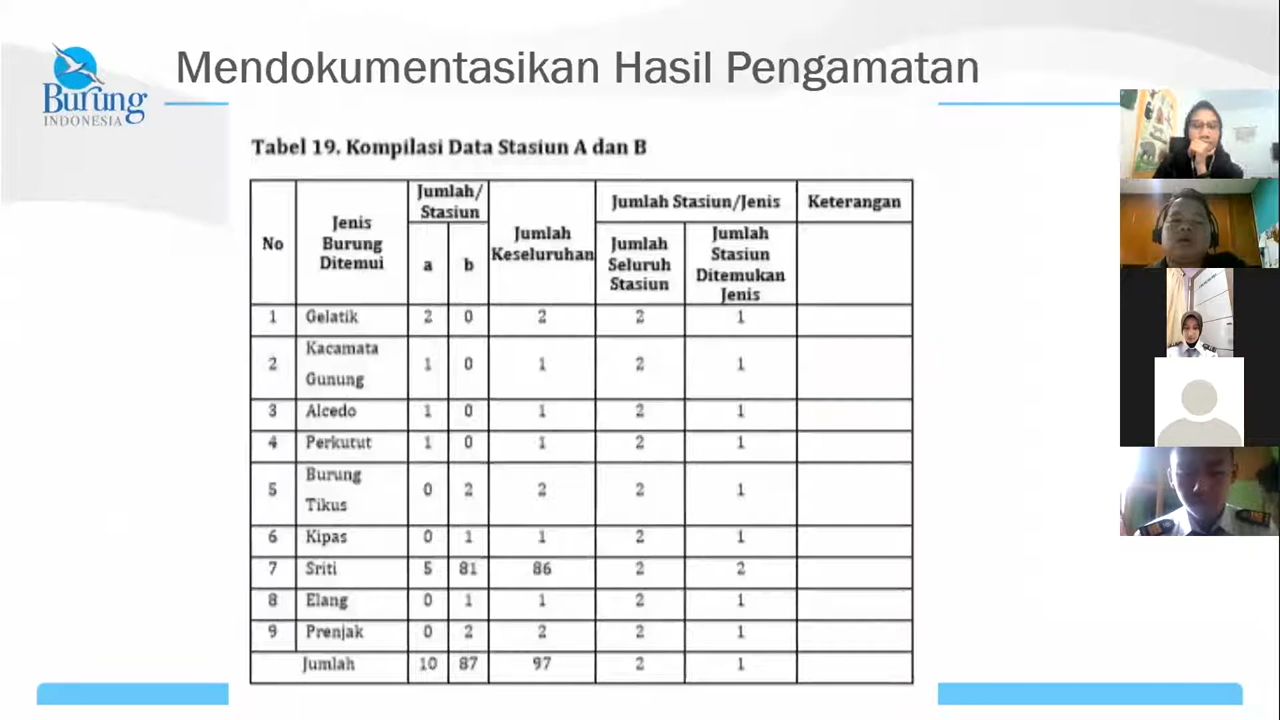 Mendokumentasikan Hasil Pengamatan
Burung
INDONESIA
Tabel 19. Kompilasi Data Stasiun A dan B
No Jenis Burung Ditemui Jumlah/ Stasiun Jumlah Keseluruhan Jumlah Stasiun/Jenis Keterangan
a b Jumlah Seluruh Stasiun Jumlah Stasiun Ditemukan Jenis
1 Gelatik 2 0 2 2 1
2 Kacamata Gunung 1 0 1 2 1
3 Alcedo 1 0 1 2 1
4 Perkutut 1 0 1 2 1
5 Burung Tikus 0 2 2 2 1
6 Kipas 0 1 1 2 1
7 Sriti 5 81 86 2 2
8 Elang 0 1 1 2 1
9 Prenjak 0 2 2 2 1
Jumlah 10 87 97 2 1